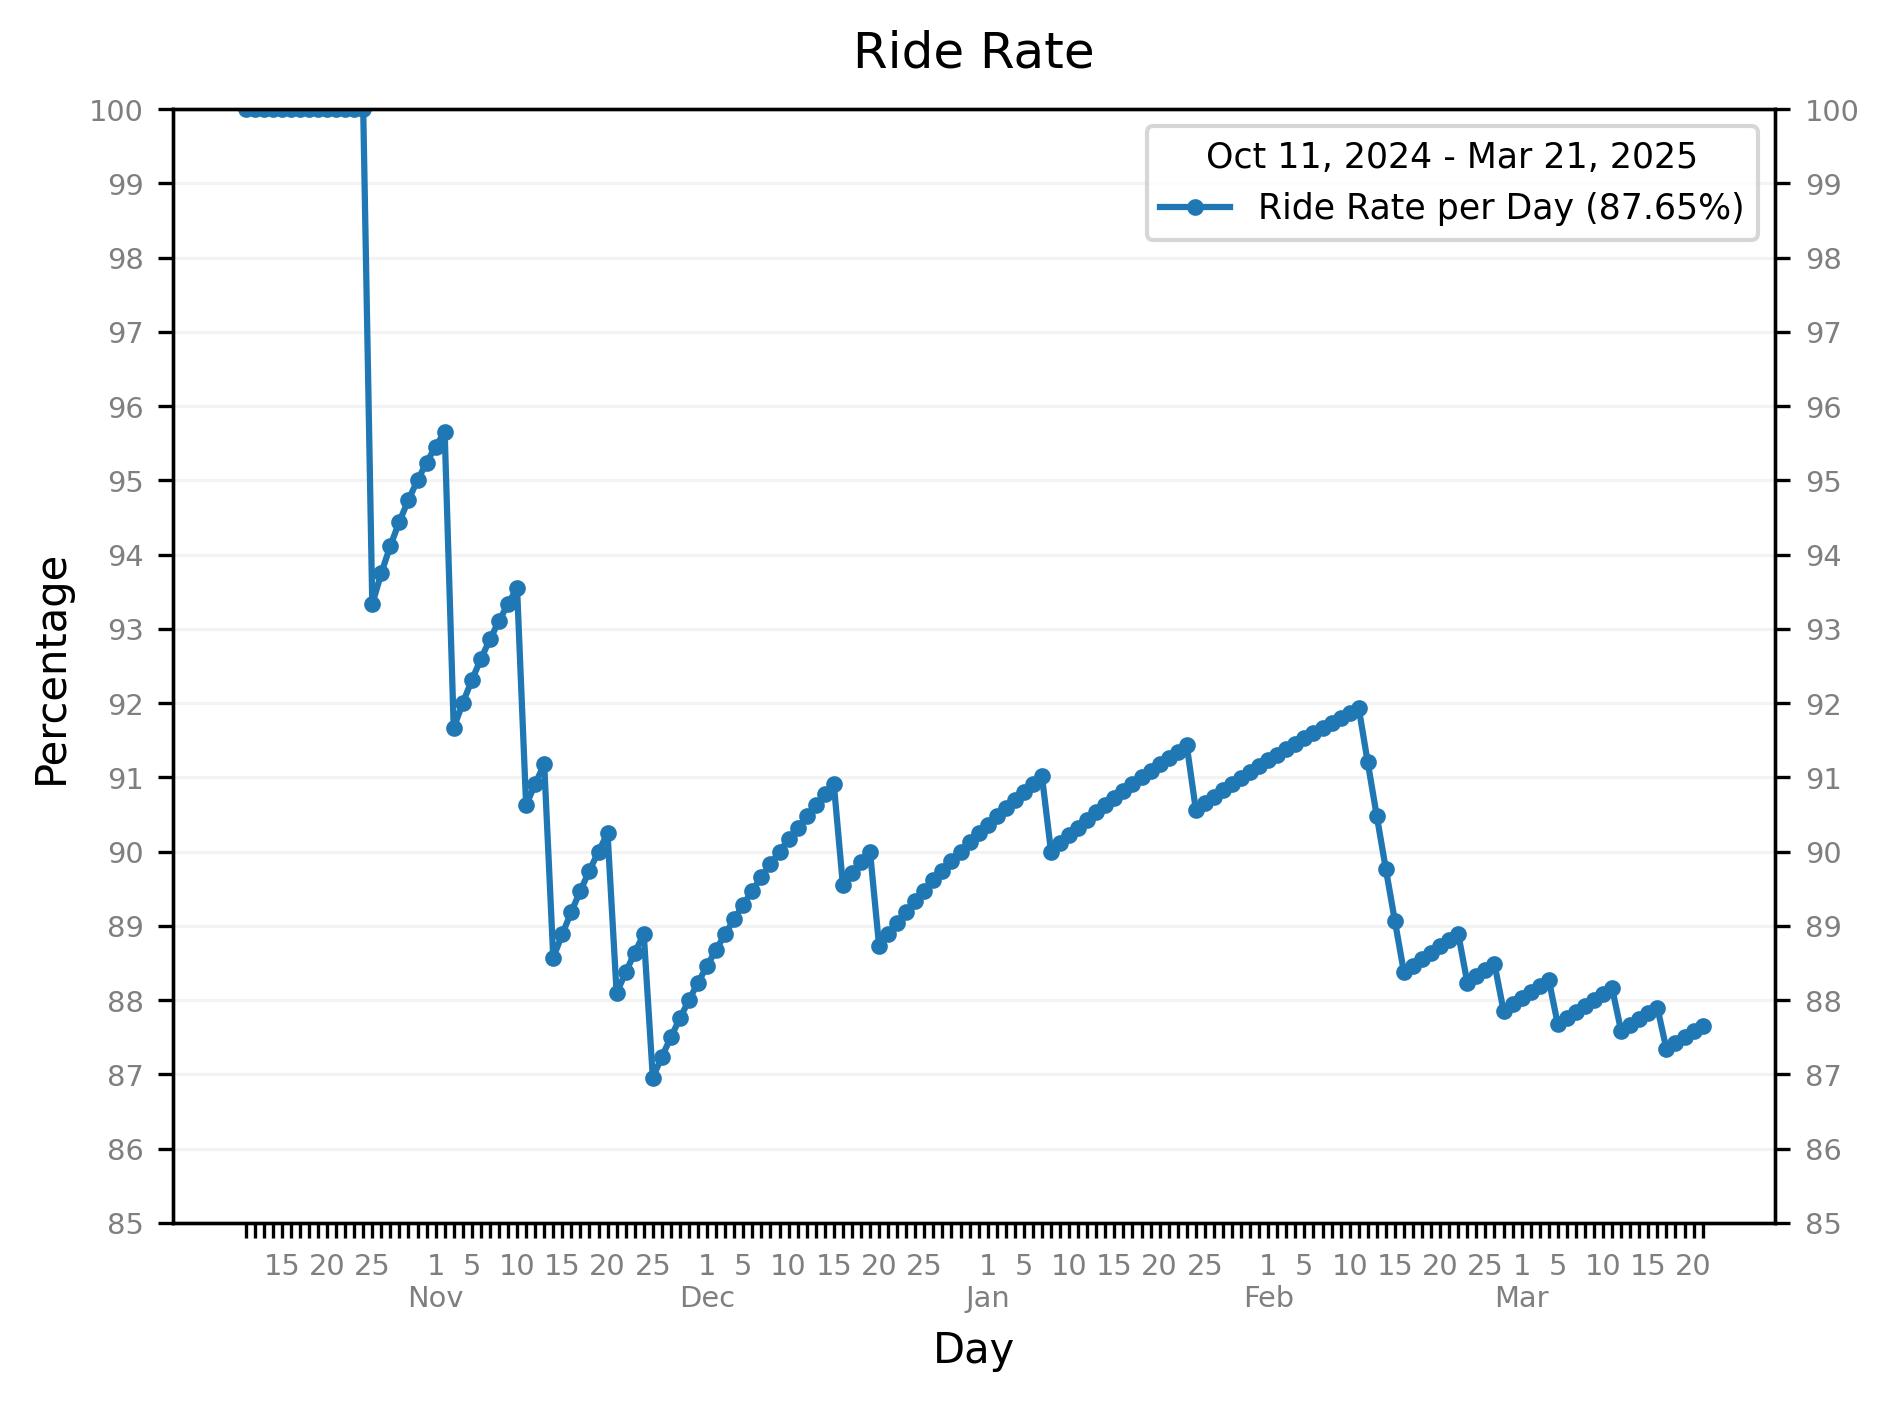 Ride Rate
Oct 11, 2024 - Mar 21, 2025
Ride Rate per Day (87.65%)
Percentage
100 100
99 99
98 98
97 97
96 96
95 95
94 94
93 93
92 92
91 91
90 90
89 89
88 88
87 87
86 86
85 85
15 20 25 1 5 10 15 20 25 1 5 10 15 20 25 1 5 10 15 20 25 1 5 10 15 20 25 1 5 10 15 20
Nov Dec Jan Feb Mar
Day